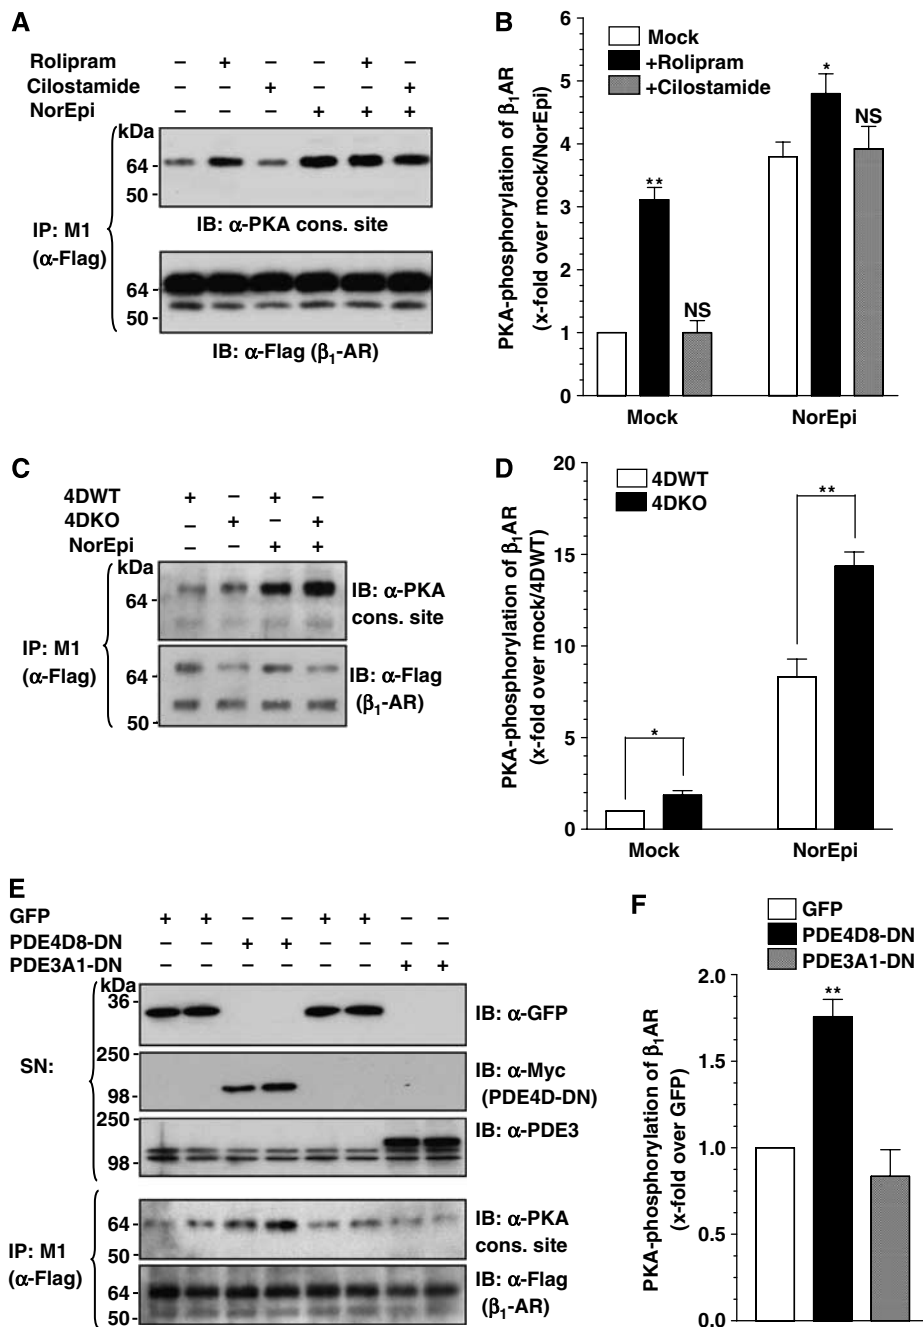 A
Rolipram – + – – + –
Cilostamide – – + – – +
NorEpi – – – + + +
kDa
64
50
IB: α-PKA cons. site
IP: M1
(α-Flag)
64
50
IB: α-Flag (β1-AR)
B
PKA-phosphorylation of β1AR
(x-fold over mock/NorEpi)
Mock
+Rolipram
+Cilostamide
6
5
4
3
2
1
0
**
NS
*
NS
Mock NorEpi
C
4DWT + – + –
4DKO – + – +
NorEpi – – + +
kDa
64
IB: α-PKA
cons. site
IP: M1
(α-Flag)
64
50
IB: α-Flag
(β1-AR)
D
PKA-phosphorylation of β1AR
(x-fold over mock/4DWT)
4DWT
4DKO
20
15
10
5
0
*
**
Mock NorEpi
E
GFP + + – – + + – –
PDE4D8-DN – – + + – – – –
PDE3A1-DN – – – – – – + +
kDa
36
IB: α-GFP
SN:
250
98
IB: α-Myc
(PDE4D-DN)
250
98
IB: α-PDE3
IP: M1
(α-Flag)
64
50
IB: α-PKA
cons. site
64
50
IB: α-Flag
(β1-AR)
F
GFP
PDE4D8-DN
PDE3A1-DN
PKA-phosphorylation of β1AR
(x-fold over GFP)
2.0
1.5
1.0
0.5
0.0
**